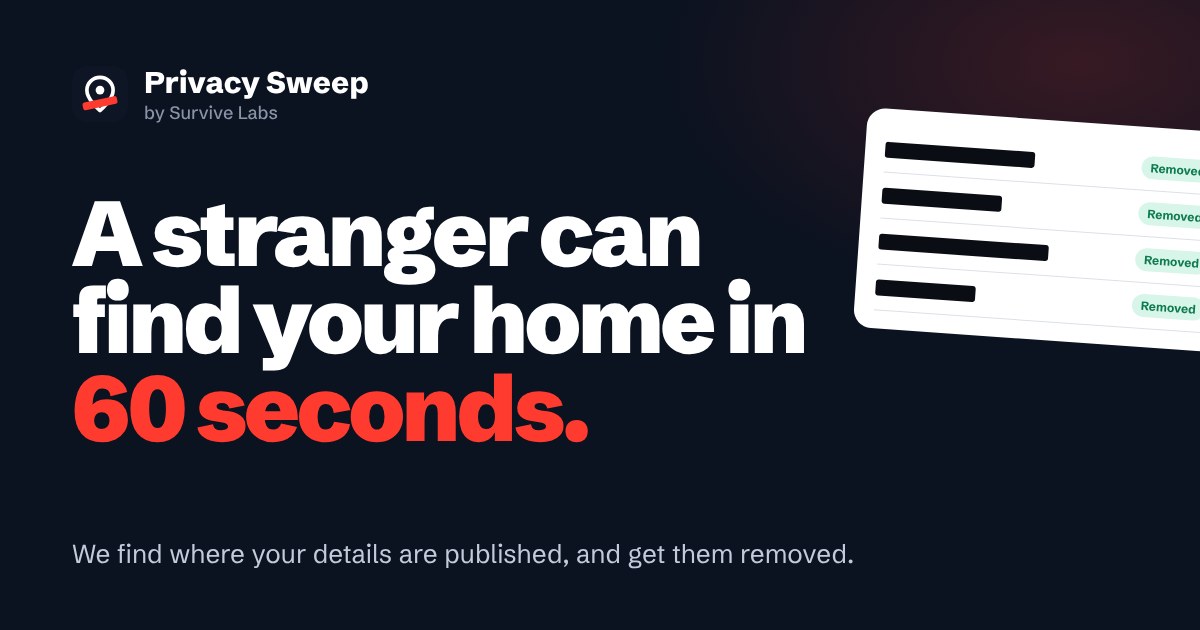 Privacy Sweep
by Survive Labs
A stranger can
find your home in
60 seconds.
Removed
Removed
Removed
Removed
We find where your details are published, and get them removed.